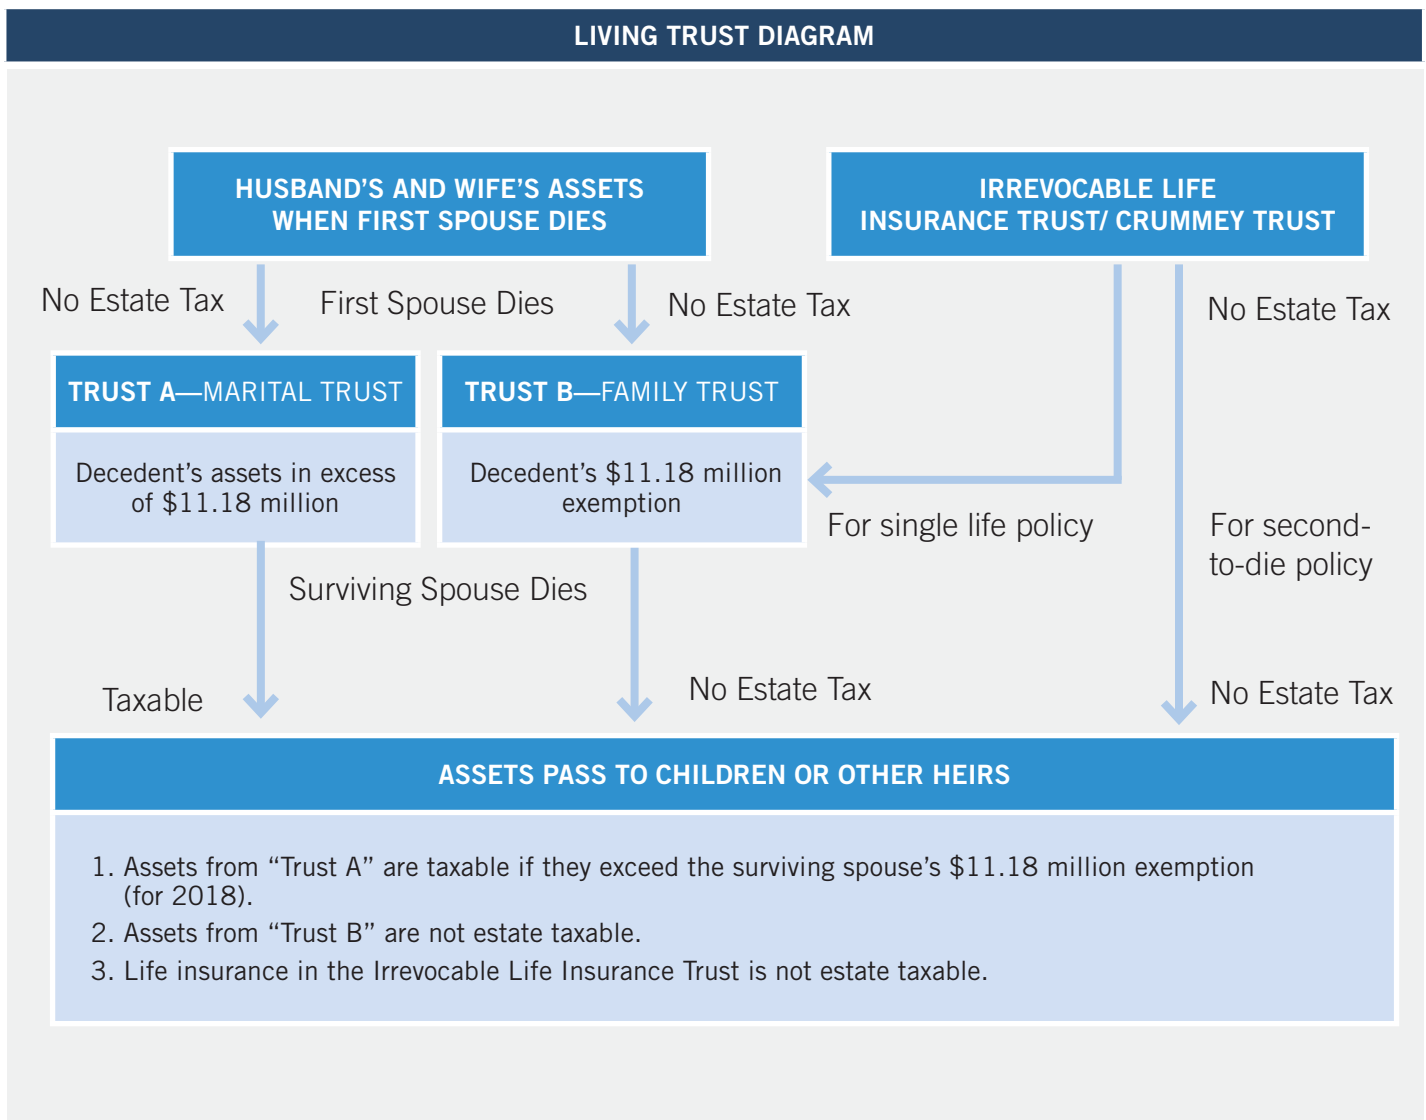 LIVING TRUST DIAGRAM
HUSBAND’S AND WIFE’S ASSETS
WHEN FIRST SPOUSE DIES
IRREVOCABLE LIFE
INSURANCE TRUST/ CRUMMEY TRUST
No Estate Tax
First Spouse Dies
No Estate Tax
No Estate Tax
TRUST A—MARITAL TRUST
Decedent’s assets in excess
of $11.18 million
TRUST B—FAMILY TRUST
Decedent’s $11.18 million
exemption
For single life policy
For second-
to-die policy
Surviving Spouse Dies
Taxable
No Estate Tax
No Estate Tax
ASSETS PASS TO CHILDREN OR OTHER HEIRS
1. Assets from “Trust A” are taxable if they exceed the surviving spouse’s $11.18 million exemption
(for 2018).
2. Assets from “Trust B” are not estate taxable.
3. Life insurance in the Irrevocable Life Insurance Trust is not estate taxable.